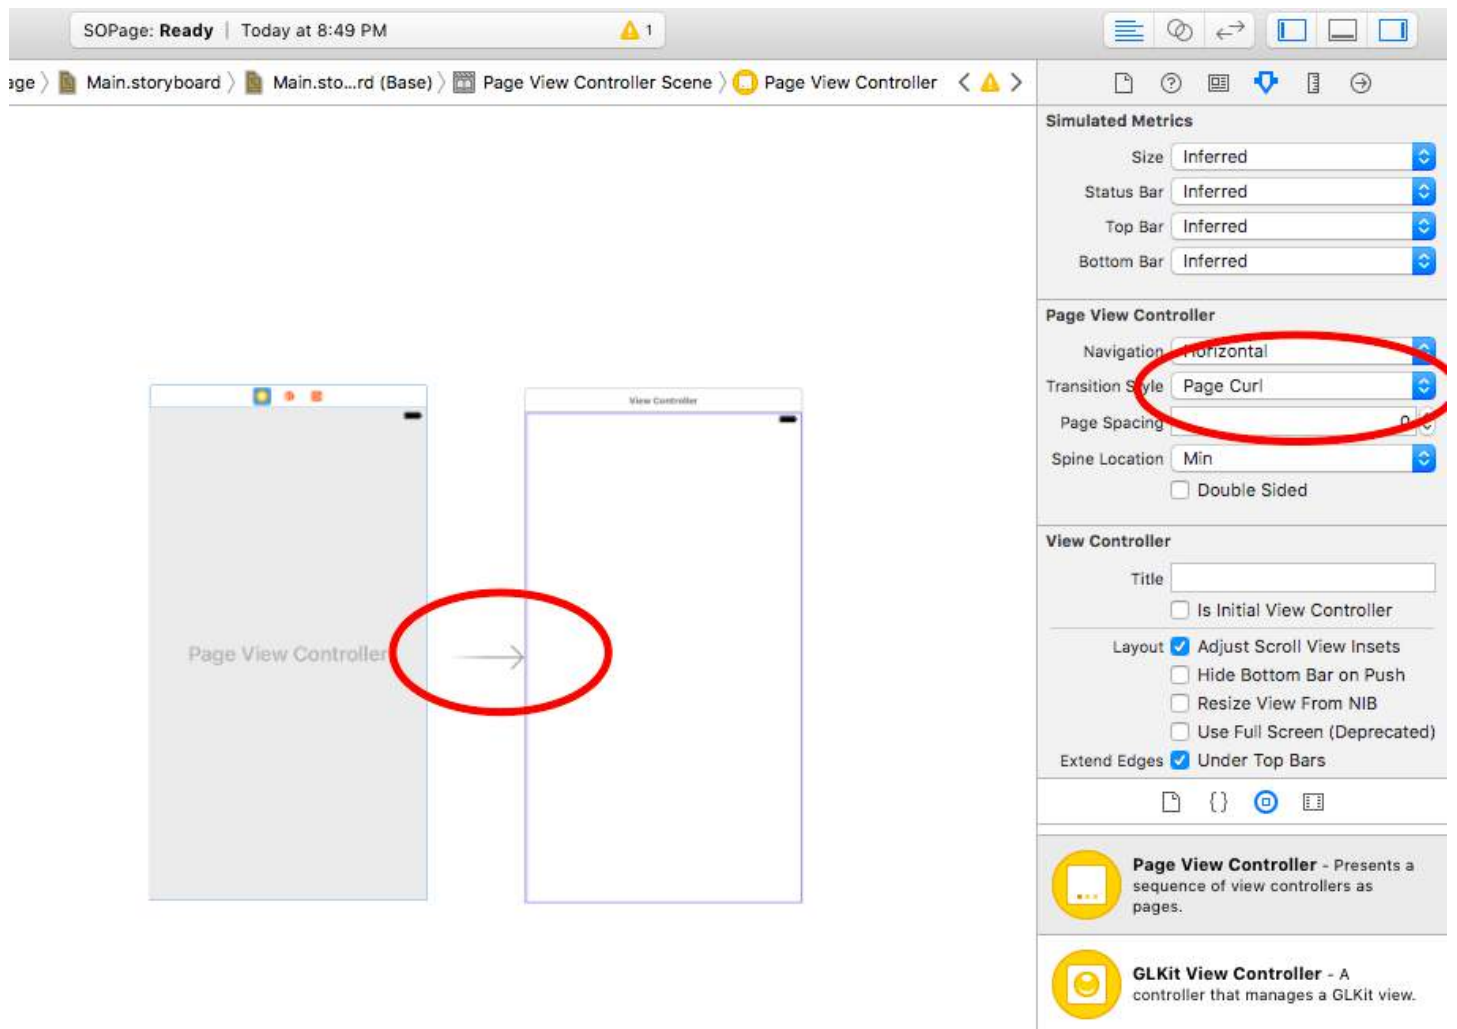 SOPage: Ready | Today at 8:49 PM
1
age Main.storyboard Main.sto...rd (Base) Page View Controller Scene Page View Controller
Simulated Metrics
Size Inferred
Status Bar Inferred
Top Bar Inferred
Bottom Bar Inferred
Page View Controller
Navigation Horizontal
Transition Style Page Curl
Page Spacing 0
Spine Location Min
Double Sided
View Controller
Title
Is Initial View Controller
Layout Adjust Scroll View Insets
Hide Bottom Bar on Push
Resize View From NIB
Use Full Screen (Deprecated)
Extend Edges Under Top Bars
View Controller
Page View Controller
{}
Page View Controller - Presents a
sequence of view controllers as
pages.
GLKit View Controller - A
controller that manages a GLKit view.